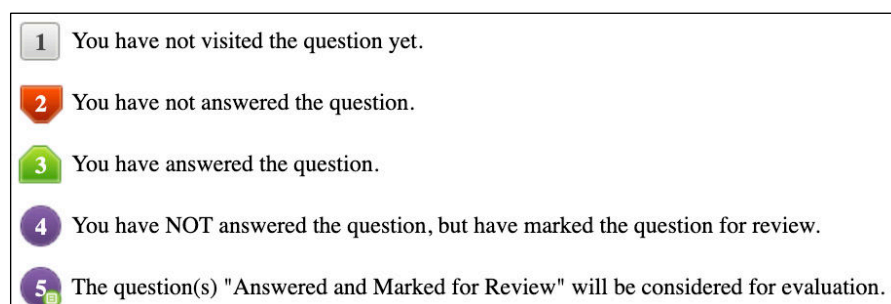 1 You have not visited the question yet.
2 You have not answered the question.
3 You have answered the question.
4 You have NOT answered the question, but have marked the question for review.
5 The question(s) "Answered and Marked for Review" will be considered for evaluation.